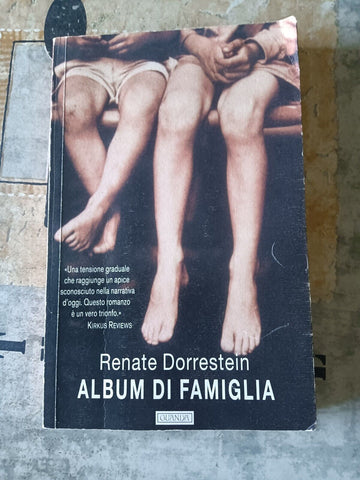 «Una tensione graduale
che raggiunge un apice
sconosciuto nella narrativa
d'oggi. Questo romanzo
è un vero trionfo.»
KIRKUS REVIEWS
Renate Dorrestein
ALBUM DI FAMIGLIA
GUANDA